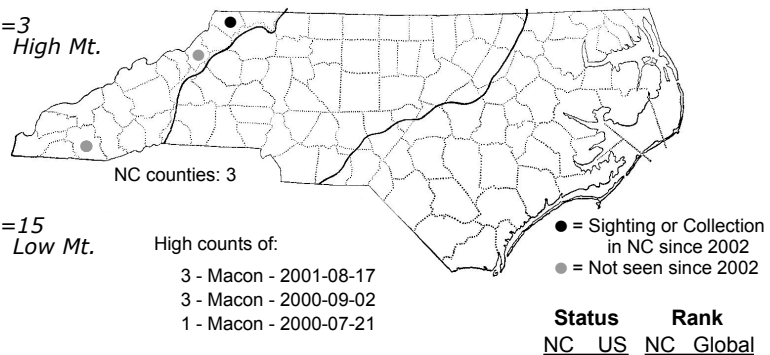 =3
High Mt.
NC counties: 3
=15
Low Mt.
High counts of:
3 - Macon - 2001-08-17
3 - Macon - 2000-09-02
1 - Macon - 2000-07-21
● = Sighting or Collection
in NC since 2002
● = Not seen since 2002
Status Rank
NC US NC Global